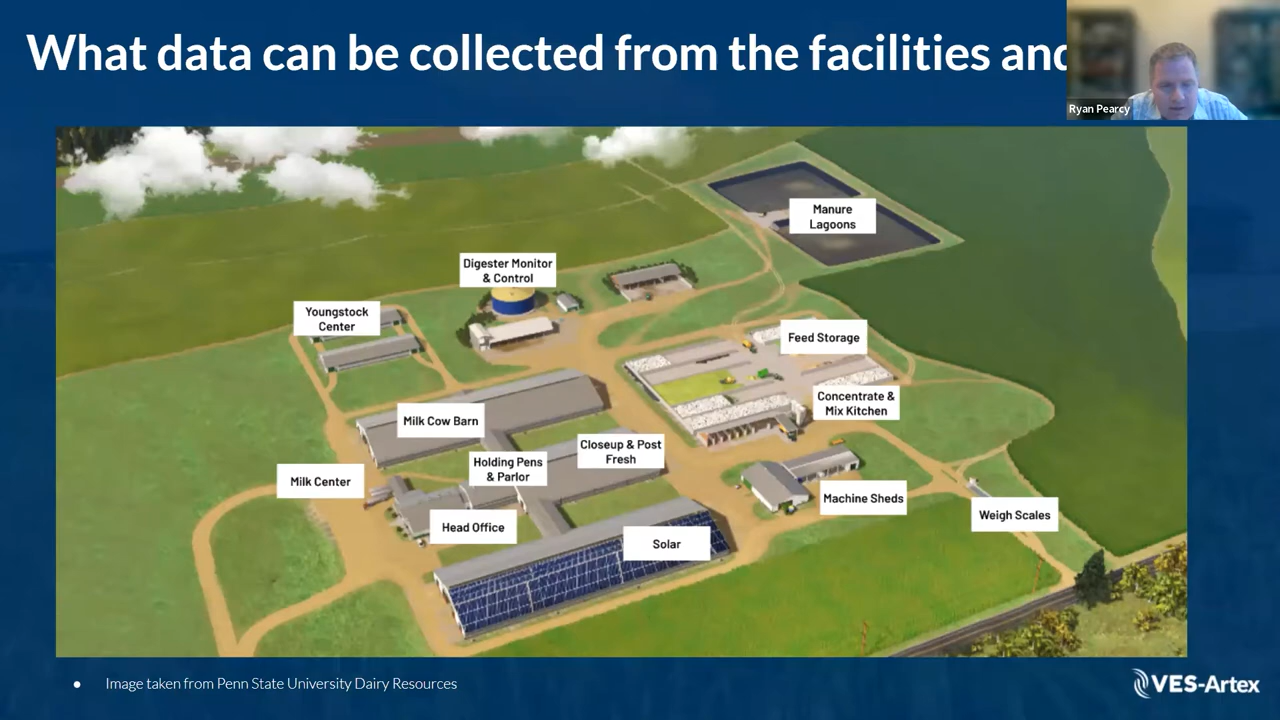 What data can be collected from the facilities and
Ryan Pearcy
Manure
Lagoons
Digester Monitor
& Control
Youngstock
Center
Feed Storage
Concentrate &
Mix Kitchen
Milk Cow Barn
Closeup & Post
Fresh
Holding Pens
& Parlor
Milk Center
Machine Sheds
Weigh Scales
Head Office
Solar
● Image taken from Penn State University Dairy Resources
VES-Artex